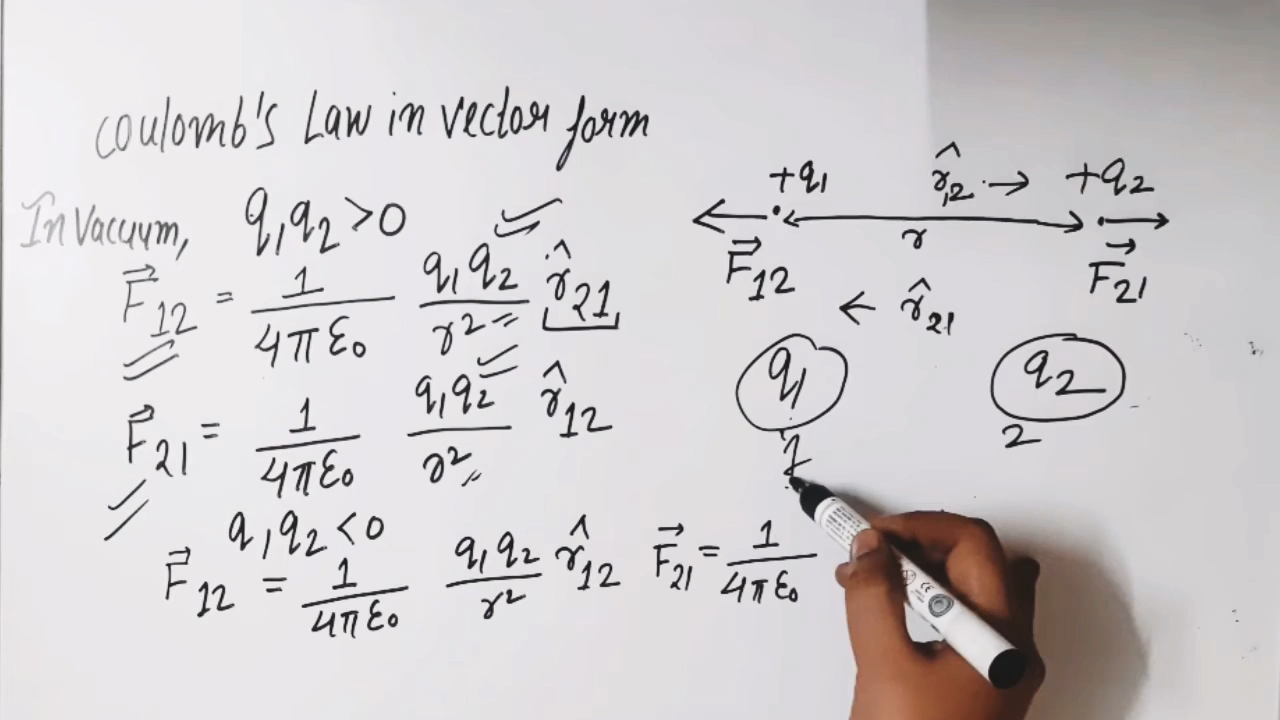 Coulomb's Law in vector form
In Vacuum, q₁q₂ > 0
F⃗₁₂ = 1/4πε₀ q₁q₂/r² r̂₂₁
F⃗₂₁ = 1/4πε₀ q₁q₂/r² r̂₁₂
q₁q₂ < 0
F⃗₁₂ = 1/4πε₀ q₁q₂/r² r̂₁₂ F⃗₂₁ = 1/4πε₀
+q₁ r̂₁₂ → +q₂
r
F⃗₁₂ F⃗₂₁
← r̂₂₁
q₁ q₂
1 2